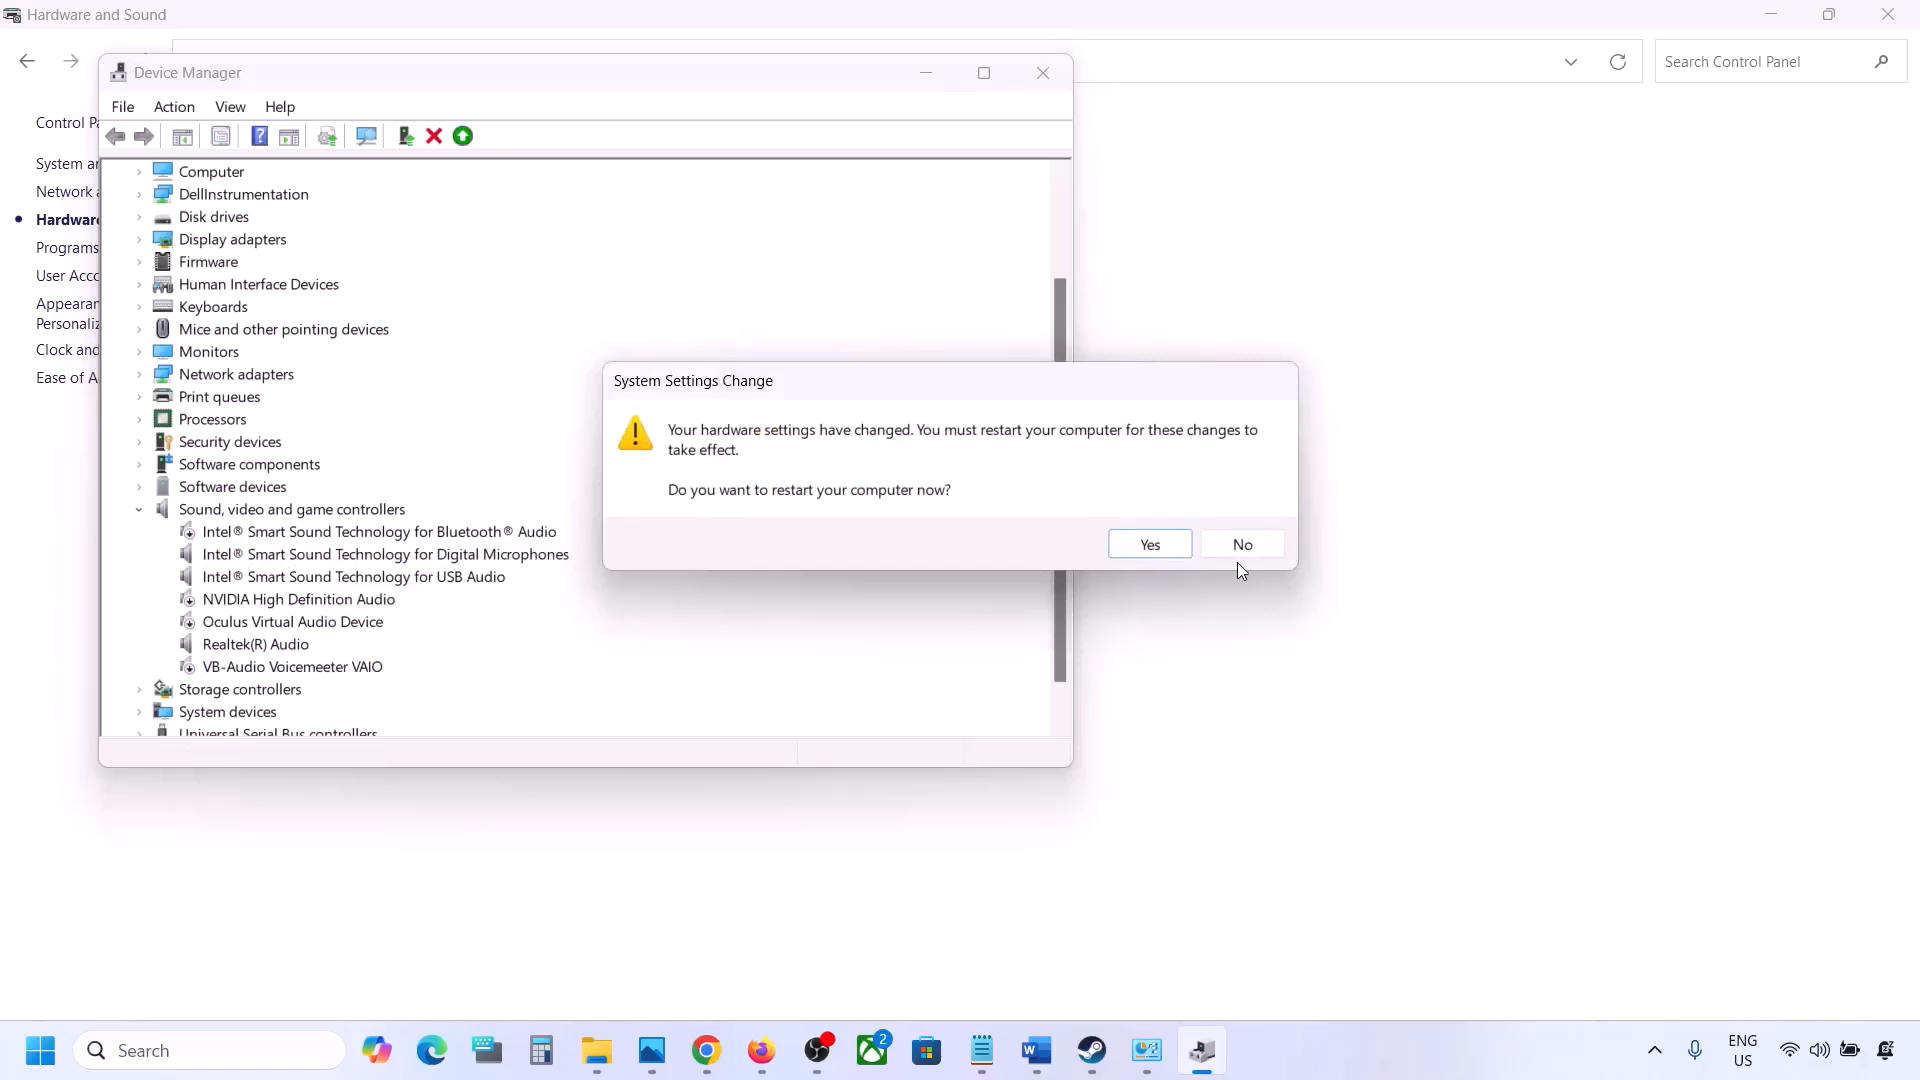 Hardware and Sound
Search Control Panel
Device Manager
File Action View Help
Control Pa
System an
Network a
Hardware
Programs
User Acco
Appearan
Personaliz
Clock and
Ease of A
Computer
DellInstrumentation
Disk drives
Display adapters
Firmware
Human Interface Devices
Keyboards
Mice and other pointing devices
Monitors
Network adapters
Print queues
Processors
Security devices
Software components
Software devices
Sound, video and game controllers
Intel® Smart Sound Technology for Bluetooth® Audio
Intel® Smart Sound Technology for Digital Microphones
Intel® Smart Sound Technology for USB Audio
NVIDIA High Definition Audio
Oculus Virtual Audio Device
Realtek(R) Audio
VB-Audio Voicemeeter VAIO
Storage controllers
System devices
Universal Serial Bus controllers
System Settings Change
Your hardware settings have changed. You must restart your computer for these changes to
take effect.
Do you want to restart your computer now?
Yes No
Search
2
ENG
US